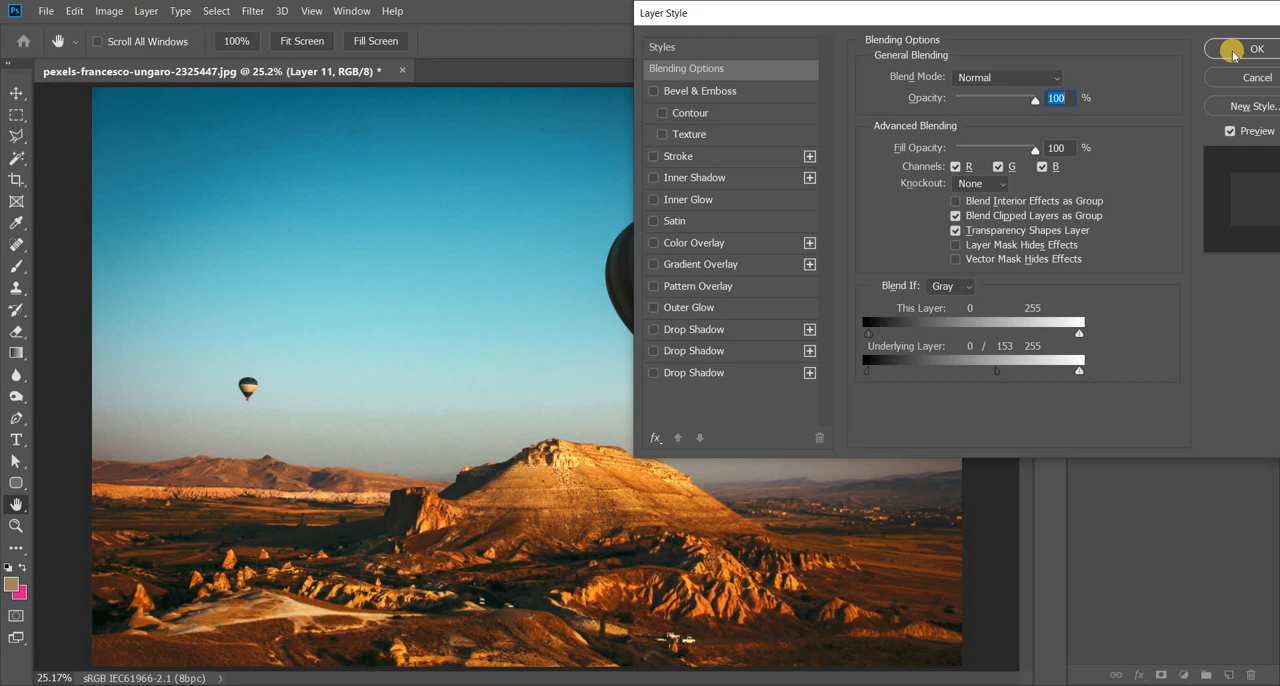 Ps File Edit Image Layer Type Select Filter 3D View Window Help
Scroll All Windows 100% Fit Screen Fill Screen
pexels-francesco-ungaro-2325447.jpg @ 25.2% (Layer 11, RGB/8) * ×
T
25.17% sRGB IEC61966-2.1 (8bpc) >
Layer Style
Styles
Blending Options
Bevel & Emboss
Contour
Texture
Stroke
Inner Shadow
Inner Glow
Satin
Color Overlay
Gradient Overlay
Pattern Overlay
Outer Glow
Drop Shadow
Drop Shadow
Drop Shadow
fx
Blending Options
General Blending
Blend Mode: Normal
Opacity: 100 %
Advanced Blending
Fill Opacity: 100 %
Channels: R G B
Knockout: None
Blend Interior Effects as Group
Blend Clipped Layers as Group
Transparency Shapes Layer
Layer Mask Hides Effects
Vector Mask Hides Effects
Blend If: Gray
This Layer: 0 255
Underlying Layer: 0 / 153 255
OK
Cancel
New Style..
Preview
fx